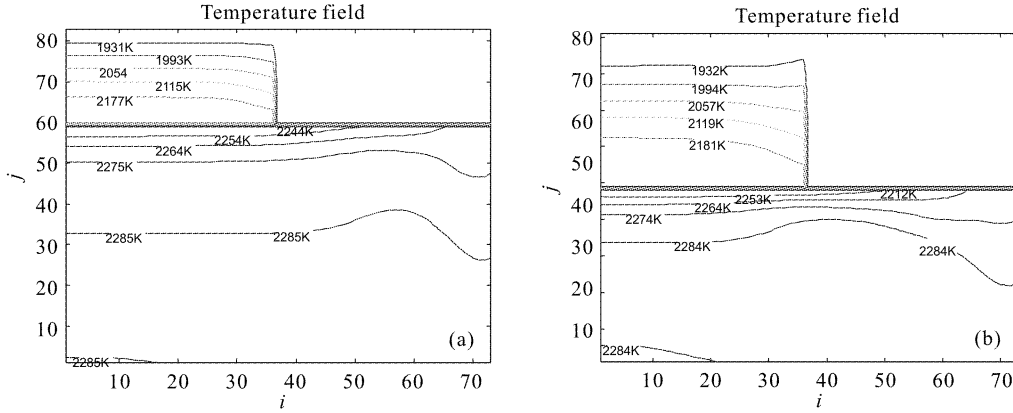 Temperature field
80
70
60
50
40
30
20
10
j
1931K
1993K
2054
2115K
2177K
2244K
2254K
2264K
2275K
2285K
2285K
2285K
(a)
10 20 30 40 50 60 70
i
Temperature field
80
70
60
50
40
30
20
10
j
1932K
1994K
2057K
2119K
2181K
2212K
2253K
2264K
2274K
2284K
2284K
2284K
(b)
10 20 30 40 50 60 70
i